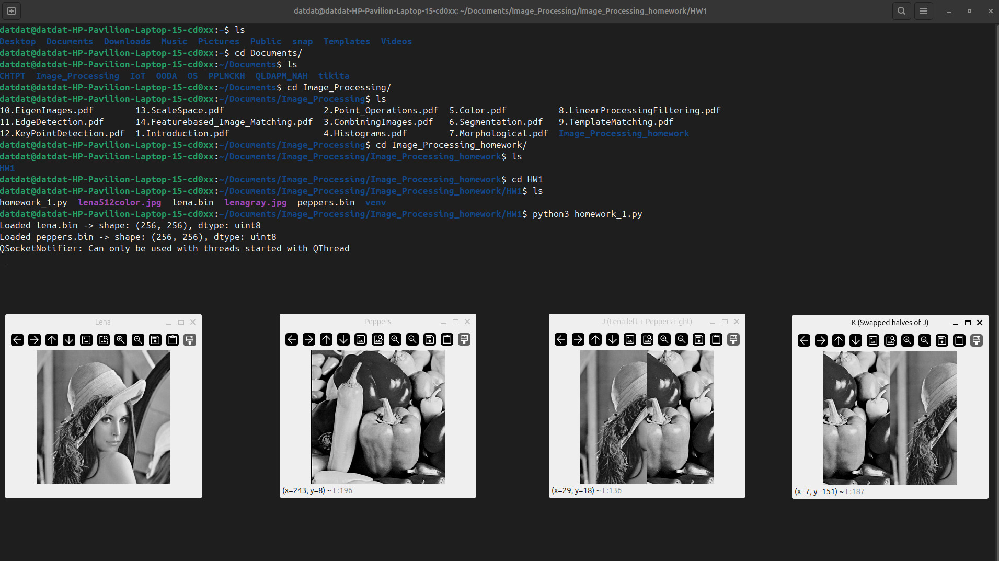 datdat@datdat-HP-Pavilion-Laptop-15-cd0xx: ~/Documents/Image_Processing/Image_Processing_homework/HW1
datdat@datdat-HP-Pavilion-Laptop-15-cd0xx:~$ ls
Desktop  Documents  Downloads  Music  Pictures  Public  snap  Templates  Videos
datdat@datdat-HP-Pavilion-Laptop-15-cd0xx:~$ cd Documents/
datdat@datdat-HP-Pavilion-Laptop-15-cd0xx:~/Documents$ ls
CHTPT  Image_Processing  IoT  OODA  OS  PPLNCKH  QLDAPM_NAH  tikita
datdat@datdat-HP-Pavilion-Laptop-15-cd0xx:~/Documents$ cd Image_Processing/
datdat@datdat-HP-Pavilion-Laptop-15-cd0xx:~/Documents/Image_Processing$ ls
10.EigenImages.pdf  13.ScaleSpace.pdf  2.Point_Operations.pdf  5.Color.pdf  8.LinearProcessingFiltering.pdf
11.EdgeDetection.pdf  14.Featurebased_Image_Matching.pdf  3.CombiningImages.pdf  6.Segmentation.pdf  9.TemplateMatching.pdf
12.KeyPointDetection.pdf  1.Introduction.pdf  4.Histograms.pdf  7.Morphological.pdf  Image_Processing_homework
datdat@datdat-HP-Pavilion-Laptop-15-cd0xx:~/Documents/Image_Processing$ cd Image_Processing_homework/
datdat@datdat-HP-Pavilion-Laptop-15-cd0xx:~/Documents/Image_Processing/Image_Processing_homework$ ls
HW1
datdat@datdat-HP-Pavilion-Laptop-15-cd0xx:~/Documents/Image_Processing/Image_Processing_homework$ cd HW1
datdat@datdat-HP-Pavilion-Laptop-15-cd0xx:~/Documents/Image_Processing/Image_Processing_homework/HW1$ ls
homework_1.py  lena512color.jpg  lena.bin  lenagray.jpg  peppers.bin  venv
datdat@datdat-HP-Pavilion-Laptop-15-cd0xx:~/Documents/Image_Processing/Image_Processing_homework/HW1$ python3 homework_1.py
Loaded lena.bin -> shape: (256, 256), dtype: uint8
Loaded peppers.bin -> shape: (256, 256), dtype: uint8
QSocketNotifier: Can only be used with threads started with QThread
Lena
Peppers
(x=243, y=8) ~ L:196
J (Lena left + Peppers right)
(x=29, y=18) ~ L:136
K (Swapped halves of J)
(x=7, y=151) ~ L:187